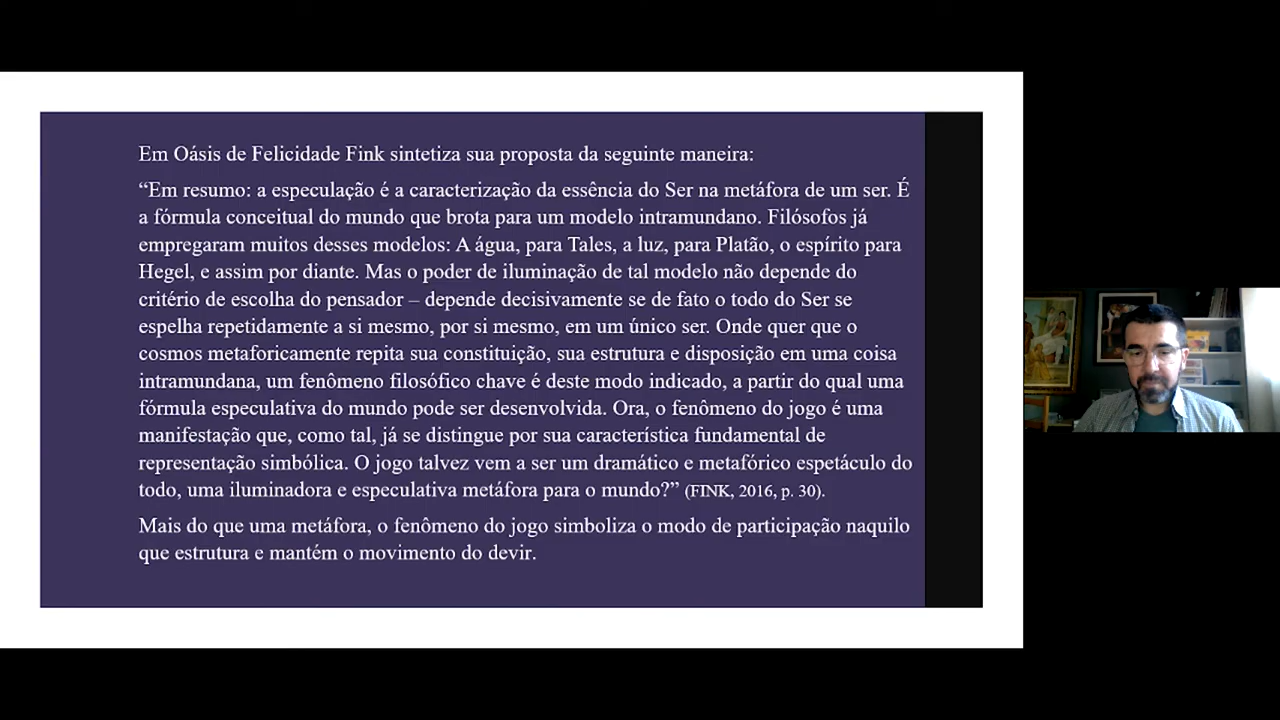 Em Oásis de Felicidade Fink sintetiza sua proposta da seguinte maneira:
“Em resumo: a especulação é a caracterização da essência do Ser na metáfora de um ser. É
a fórmula conceitual do mundo que brota para um modelo intramundano. Filósofos já
empregaram muitos desses modelos: A água, para Tales, a luz, para Platão, o espírito para
Hegel, e assim por diante. Mas o poder de iluminação de tal modelo não depende do
critério de escolha do pensador – depende decisivamente se de fato o todo do Ser se
espelha repetidamente a si mesmo, por si mesmo, em um único ser. Onde quer que o
cosmos metaforicamente repita sua constituição, sua estrutura e disposição em uma coisa
intramundana, um fenômeno filosófico chave é deste modo indicado, a partir do qual uma
fórmula especulativa do mundo pode ser desenvolvida. Ora, o fenômeno do jogo é uma
manifestação que, como tal, já se distingue por sua característica fundamental de
representação simbólica. O jogo talvez vem a ser um dramático e metafórico espetáculo do
todo, uma iluminadora e especulativa metáfora para o mundo?” (FINK, 2016, p. 30).
Mais do que uma metáfora, o fenômeno do jogo simboliza o modo de participação naquilo
que estrutura e mantém o movimento do devir.